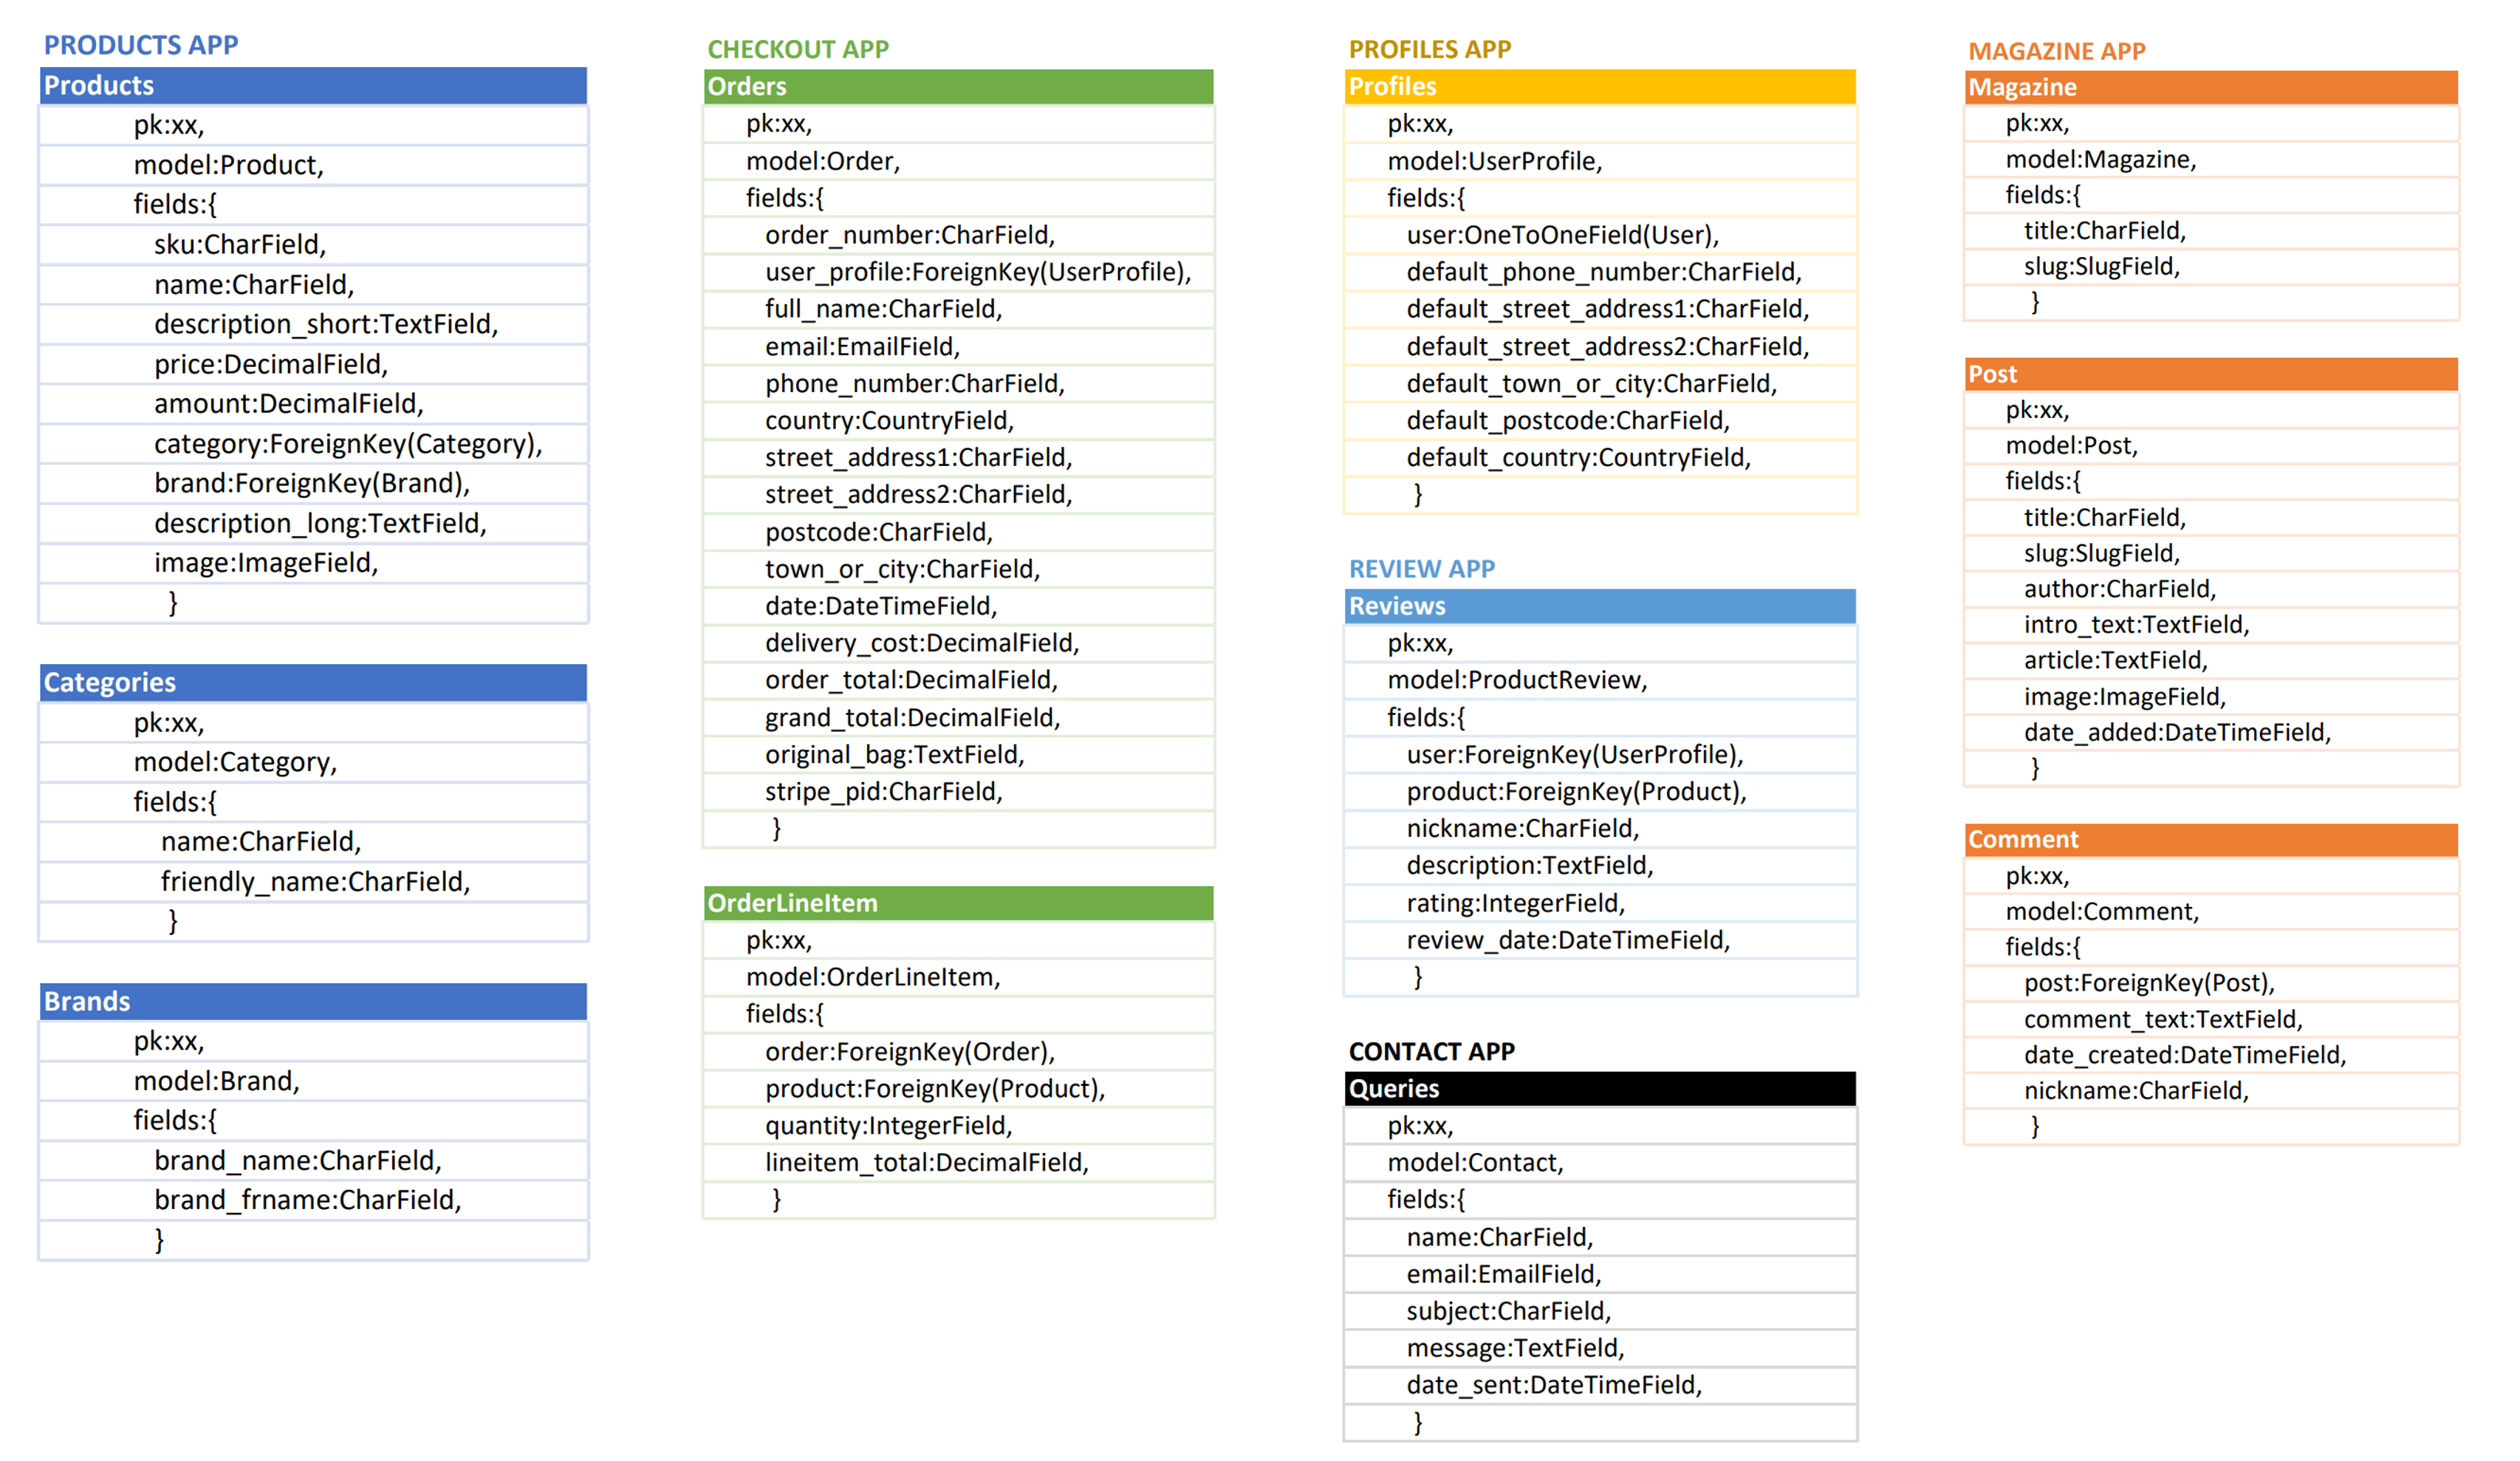 PRODUCTS APP
Products
pk:xx,
model:Product,
fields:{
sku:CharField,
name:CharField,
description_short:TextField,
price:DecimalField,
amount:DecimalField,
category:ForeignKey(Category),
brand:ForeignKey(Brand),
description_long:TextField,
image:ImageField,
}
Categories
pk:xx,
model:Category,
fields:{
name:CharField,
friendly_name:CharField,
}
Brands
pk:xx,
model:Brand,
fields:{
brand_name:CharField,
brand_frname:CharField,
}
CHECKOUT APP
Orders
pk:xx,
model:Order,
fields:{
order_number:CharField,
user_profile:ForeignKey(UserProfile),
full_name:CharField,
email:EmailField,
phone_number:CharField,
country:CountryField,
street_address1:CharField,
street_address2:CharField,
postcode:CharField,
town_or_city:CharField,
date:DateTimeField,
delivery_cost:DecimalField,
order_total:DecimalField,
grand_total:DecimalField,
original_bag:TextField,
stripe_pid:CharField,
}
OrderLineItem
pk:xx,
model:OrderLineItem,
fields:{
order:ForeignKey(Order),
product:ForeignKey(Product),
quantity:IntegerField,
lineitem_total:DecimalField,
}
PROFILES APP
Profiles
pk:xx,
model:UserProfile,
fields:{
user:OneToOneField(User),
default_phone_number:CharField,
default_street_address1:CharField,
default_street_address2:CharField,
default_town_or_city:CharField,
default_postcode:CharField,
default_country:CountryField,
}
REVIEW APP
Reviews
pk:xx,
model:ProductReview,
fields:{
user:ForeignKey(UserProfile),
product:ForeignKey(Product),
nickname:CharField,
description:TextField,
rating:IntegerField,
review_date:DateTimeField,
}
CONTACT APP
Queries
pk:xx,
model:Contact,
fields:{
name:CharField,
email:EmailField,
subject:CharField,
message:TextField,
date_sent:DateTimeField,
}
MAGAZINE APP
Magazine
pk:xx,
model:Magazine,
fields:{
title:CharField,
slug:SlugField,
}
Post
pk:xx,
model:Post,
fields:{
title:CharField,
slug:SlugField,
author:CharField,
intro_text:TextField,
article:TextField,
image:ImageField,
date_added:DateTimeField,
}
Comment
pk:xx,
model:Comment,
fields:{
post:ForeignKey(Post),
comment_text:TextField,
date_created:DateTimeField,
nickname:CharField,
}